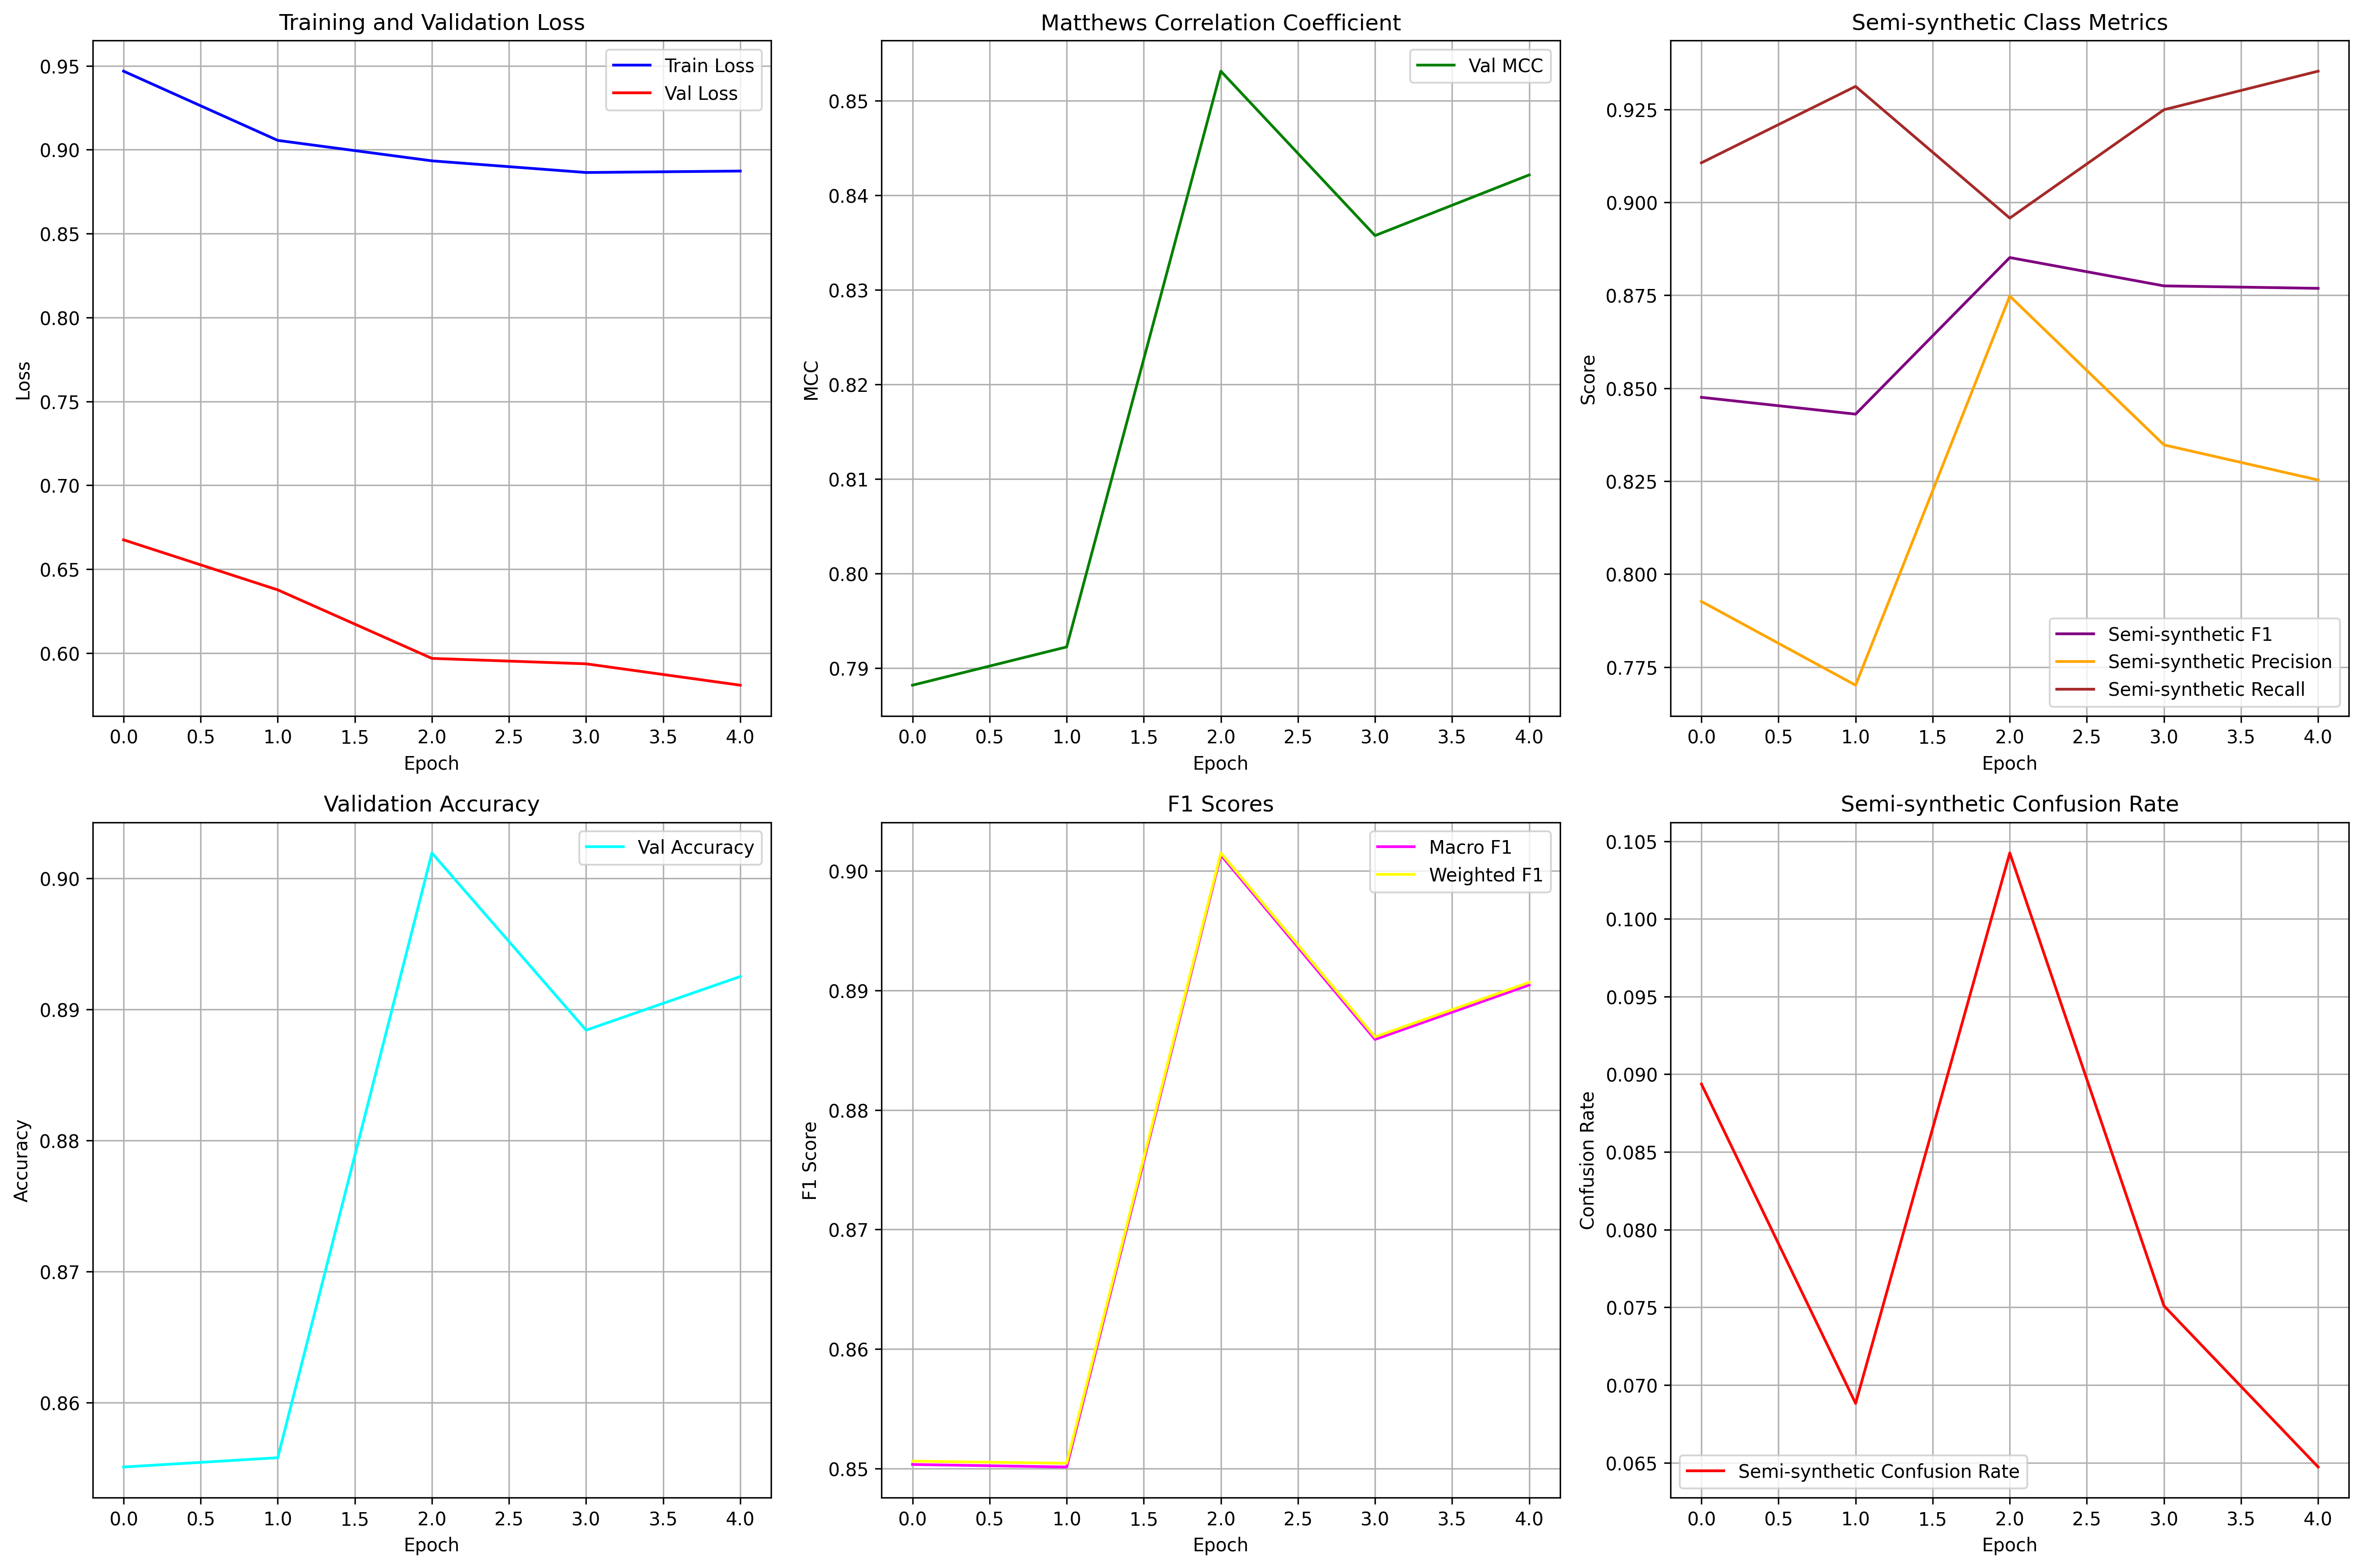 Training and Validation Loss
Train Loss
Val Loss
0.95
0.90
0.85
0.80
0.75
0.70
0.65
0.60
Loss
0.0 0.5 1.0 1.5 2.0 2.5 3.0 3.5 4.0
Epoch
Matthews Correlation Coefficient
Val MCC
0.85
0.84
0.83
0.82
0.81
0.80
0.79
MCC
0.0 0.5 1.0 1.5 2.0 2.5 3.0 3.5 4.0
Epoch
Semi-synthetic Class Metrics
0.925
0.900
0.875
0.850
0.825
0.800
0.775
Score
Semi-synthetic F1
Semi-synthetic Precision
Semi-synthetic Recall
0.0 0.5 1.0 1.5 2.0 2.5 3.0 3.5 4.0
Epoch
Validation Accuracy
Val Accuracy
0.90
0.89
0.88
0.87
0.86
Accuracy
0.0 0.5 1.0 1.5 2.0 2.5 3.0 3.5 4.0
Epoch
F1 Scores
Macro F1
Weighted F1
0.90
0.89
0.88
0.87
0.86
0.85
F1 Score
0.0 0.5 1.0 1.5 2.0 2.5 3.0 3.5 4.0
Epoch
Semi-synthetic Confusion Rate
0.105
0.100
0.095
0.090
0.085
0.080
0.075
0.070
0.065
Confusion Rate
Semi-synthetic Confusion Rate
0.0 0.5 1.0 1.5 2.0 2.5 3.0 3.5 4.0
Epoch